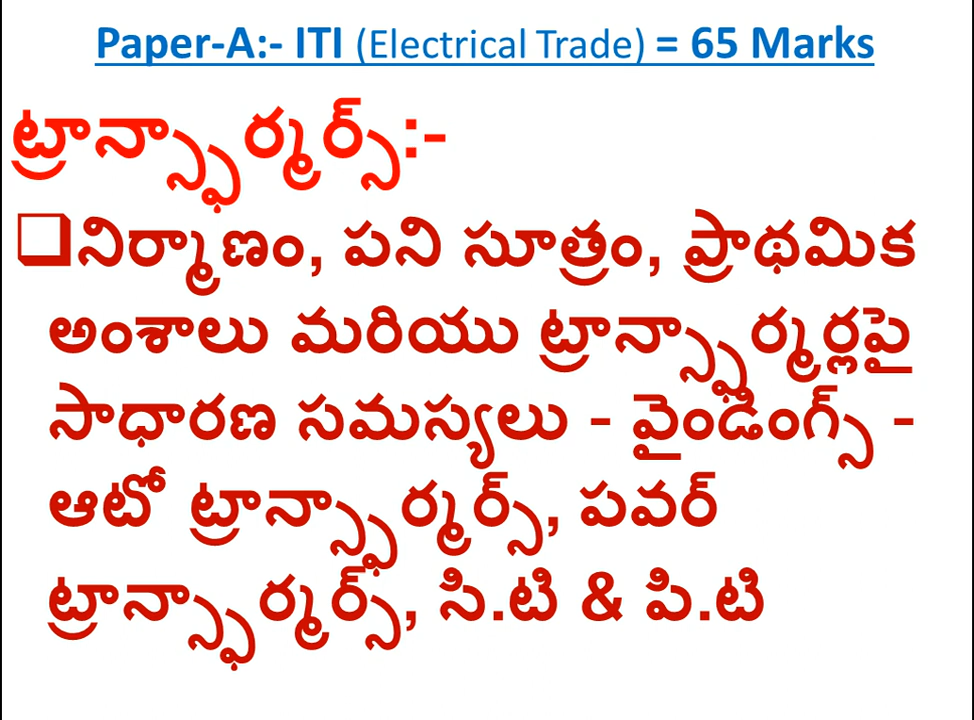 Paper-A:- ITI (Electrical Trade) = 65 Marks
ట్రాన్స్ఫార్మర్స్:-
❑నిర్మాణం, పని సూత్రం, ప్రాథమిక
అంశాలు మరియు ట్రాన్స్ఫార్మర్లపై
సాధారణ సమస్యలు - వైండింగ్స్ -
ఆటో ట్రాన్స్ఫార్మర్స్, పవర్
ట్రాన్స్ఫార్మర్స్, సి.టి & పి.టి